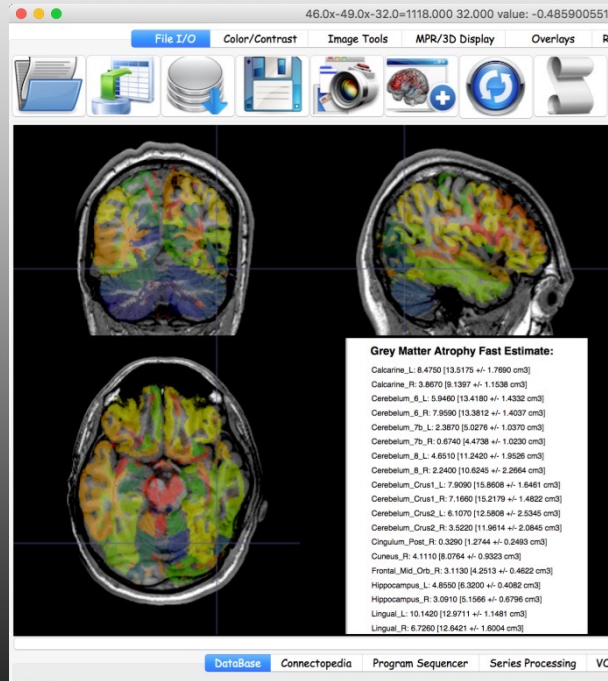 46.0x-49.0x-32.0=1118.000 32.000 value: -0.485900551
File I/O Color/Contrast Image Tools MPR/3D Display Overlays R
Grey Matter Atrophy Fast Estimate:
Calcarine_L: 8.4750 [13.5175 +/- 1.7690 cm3]
Calcarine_R: 3.8670 [9.1397 +/- 1.1538 cm3]
Cerebelum_6_L: 5.9460 [13.4180 +/- 1.4332 cm3]
Cerebelum_6_R: 7.9590 [13.3812 +/- 1.4037 cm3]
Cerebelum_7b_L: 2.3870 [5.0276 +/- 1.0370 cm3]
Cerebelum_7b_R: 0.6740 [4.4738 +/- 1.0230 cm3]
Cerebelum_8_L: 4.6510 [11.2420 +/- 1.9526 cm3]
Cerebelum_8_R: 2.2400 [10.6245 +/- 2.2664 cm3]
Cerebelum_Crus1_L: 7.9090 [15.8608 +/- 1.6461 cm3]
Cerebelum_Crus1_R: 7.1660 [15.2179 +/- 1.4822 cm3]
Cerebelum_Crus2_L: 6.1070 [12.5808 +/- 2.5345 cm3]
Cerebelum_Crus2_R: 3.5220 [11.9614 +/- 2.0845 cm3]
Cingulum_Post_R: 0.3290 [1.2744 +/- 0.2493 cm3]
Cuneus_R: 4.1110 [8.0764 +/- 0.9323 cm3]
Frontal_Mid_Orb_R: 3.1130 [4.2513 +/- 0.4622 cm3]
Hippocampus_L: 4.8550 [6.3200 +/- 0.4082 cm3]
Hippocampus_R: 3.0910 [5.1566 +/- 0.6796 cm3]
Lingual_L: 10.1420 [12.9711 +/- 1.1481 cm3]
Lingual_R: 6.7260 [12.6421 +/- 1.6004 cm3]
DataBase Connectopedia Program Sequencer Series Processing VO